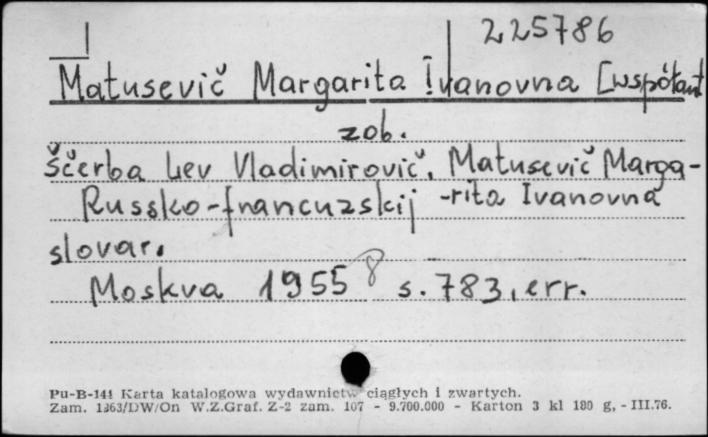 225786
Matusevič Margarita Ivanovna [współaut
zob.
Ščerba Lev Vladimirovič, Matusevič Marga-
Russko-francuzskij -rita Ivanovna
slovar.
Moskva 1955 8 s. 783, err.
Pu-B-141 Karta katalogowa wydawnictw ciągłych i zwartych.
Zam. 1363/DW/On W.Z.Graf. Z-2 zam. 107 - 9.700.000 - Karton 3 kl 180 g, - III.76.